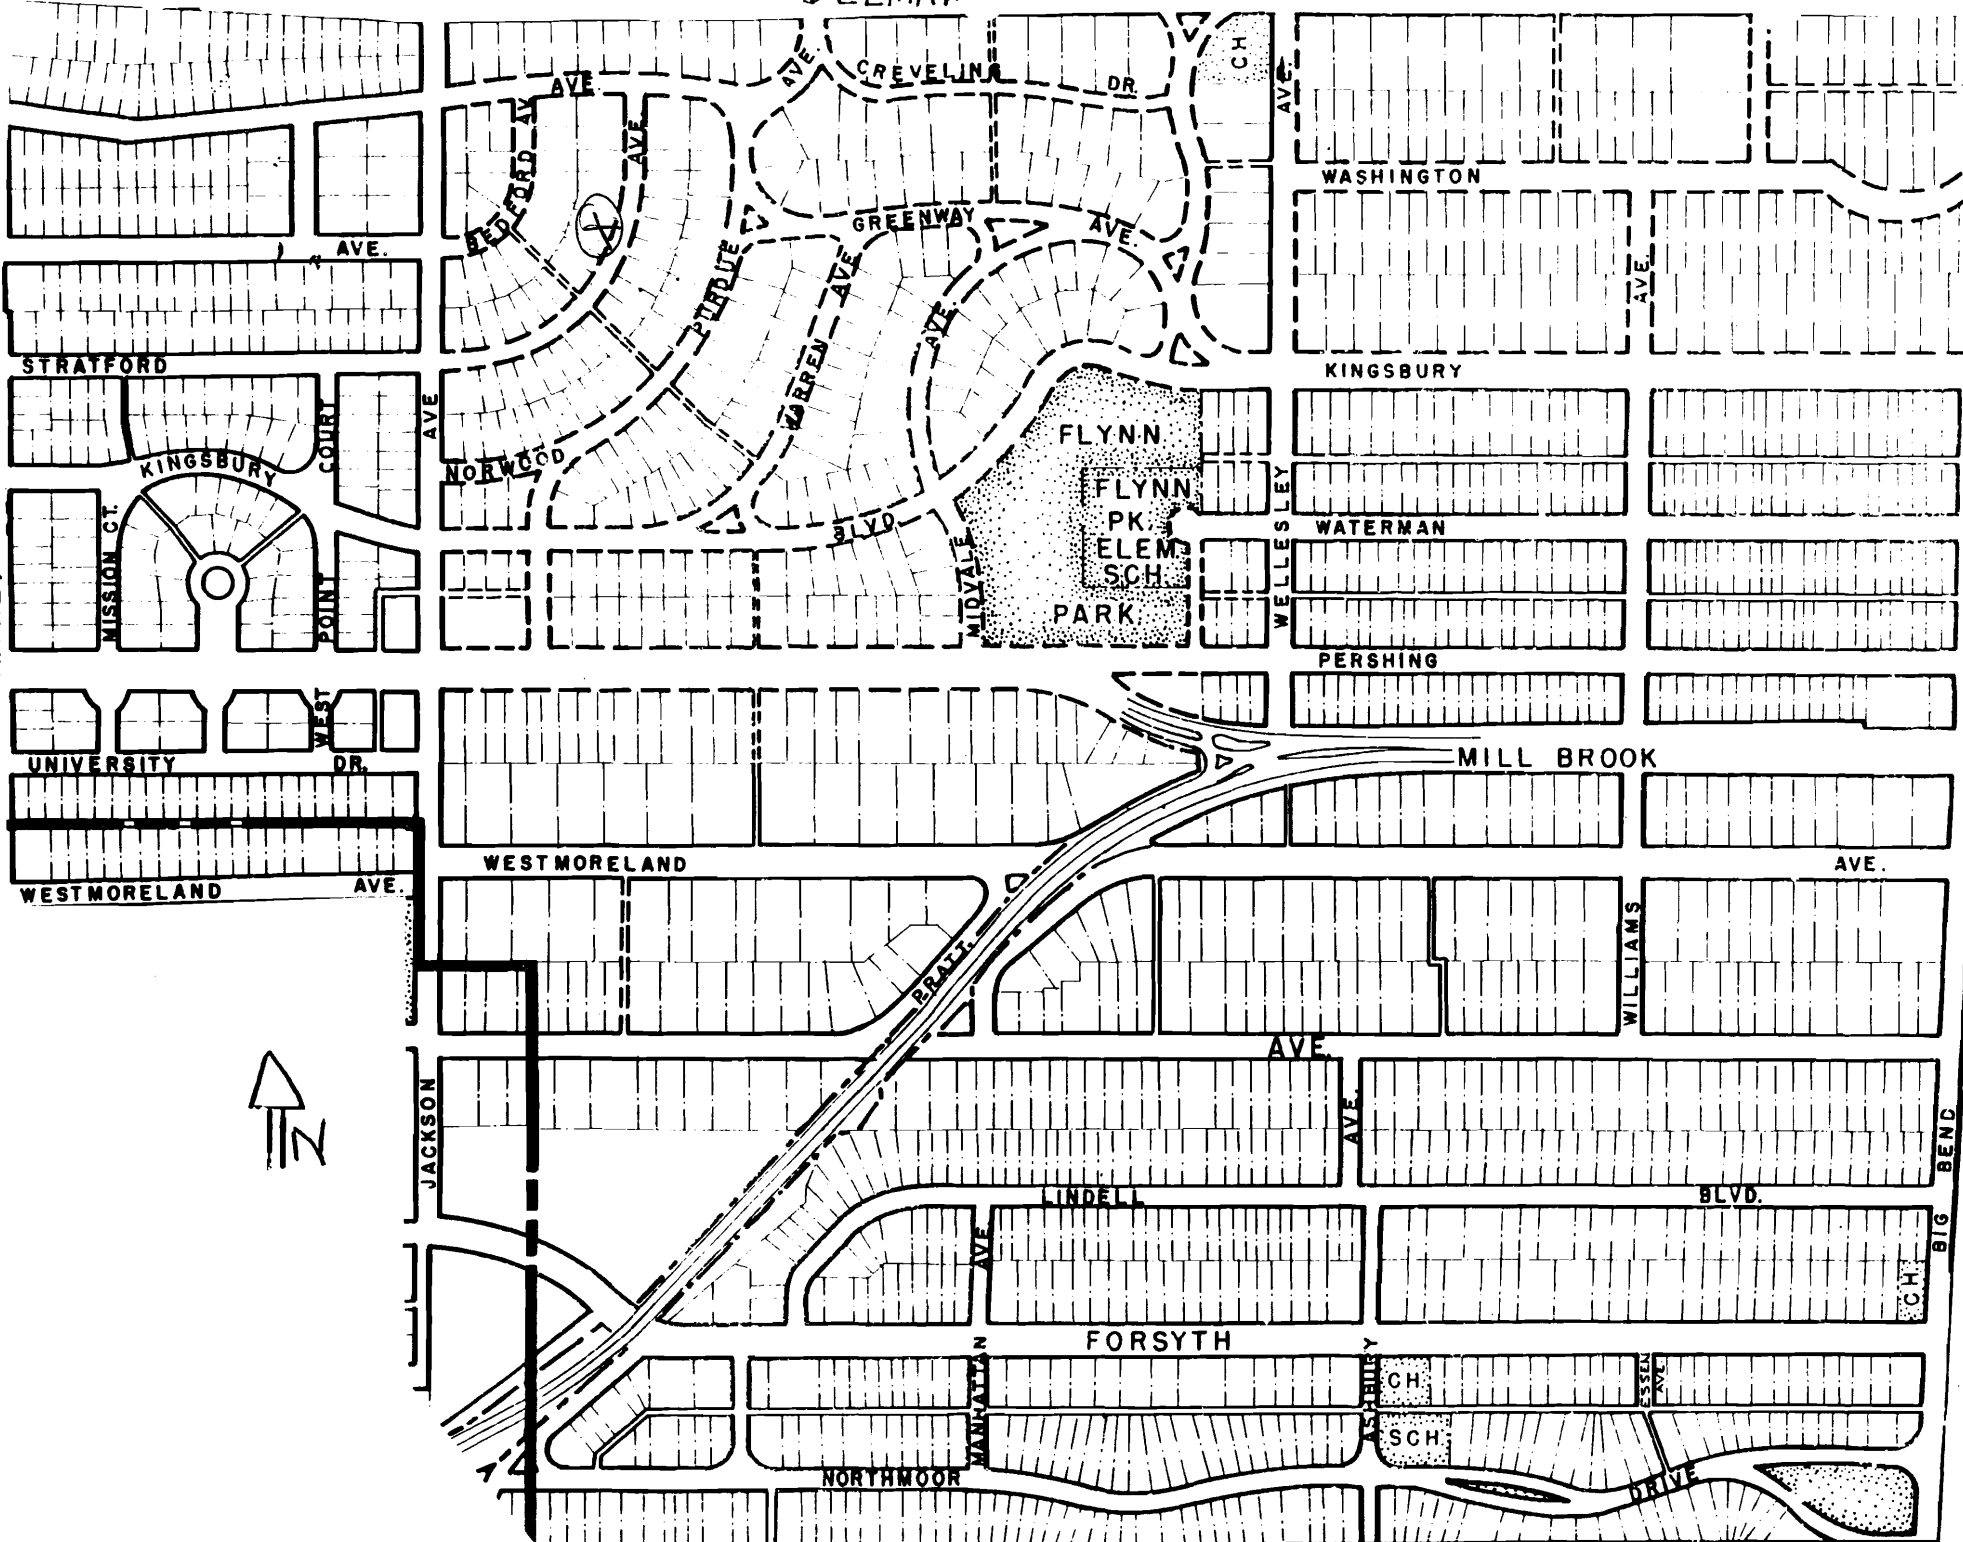 CREVELIN
DR.
AVE.
AVE.
CH
AVE.
BEDFORD AV
AVE.
WASHINGTON
GREENWAY
AVE.
AVE.
PURDUE
WARREN AVE
AVE.
AVE.
STRATFORD
KINGSBURY
COURT
AVE
KINGSBURY
NORWOOD
FLYNN
FLYNN
PK.
ELEM
SCH
PARK
BLVD
MIDVALE
WELLESLEY
WATERMAN
MISSION CT.
POINT
WEST
PERSHING
UNIVERSITY
DR.
MILL BROOK
WESTMORELAND
AVE.
WESTMORELAND
AVE.
PRATT.
WILLIAMS
AVE.
N
JACKSON
AVE.
BEND
BIG
LINDELL
BLVD.
AVE
CH
FORSYTH
MANHATTAN
ASHBURY
CH
SCH
ESSEX
AVE
NORTHMOOR
DRIVE